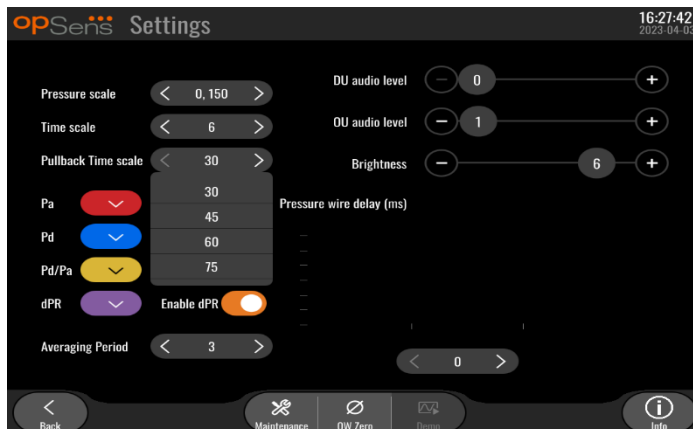 opSens Settings
16:27:42
2023-04-03
Pressure scale
0, 150
Time scale
6
Pullback Time scale
30
30
45
60
75
Pa
Pd
Pd/Pa
dPR
Enable dPR
Averaging Period
3
DU audio level
0
OU audio level
1
Brightness
6
Pressure wire delay (ms)
0
Back
Maintenance
OW Zero
Demo
Info